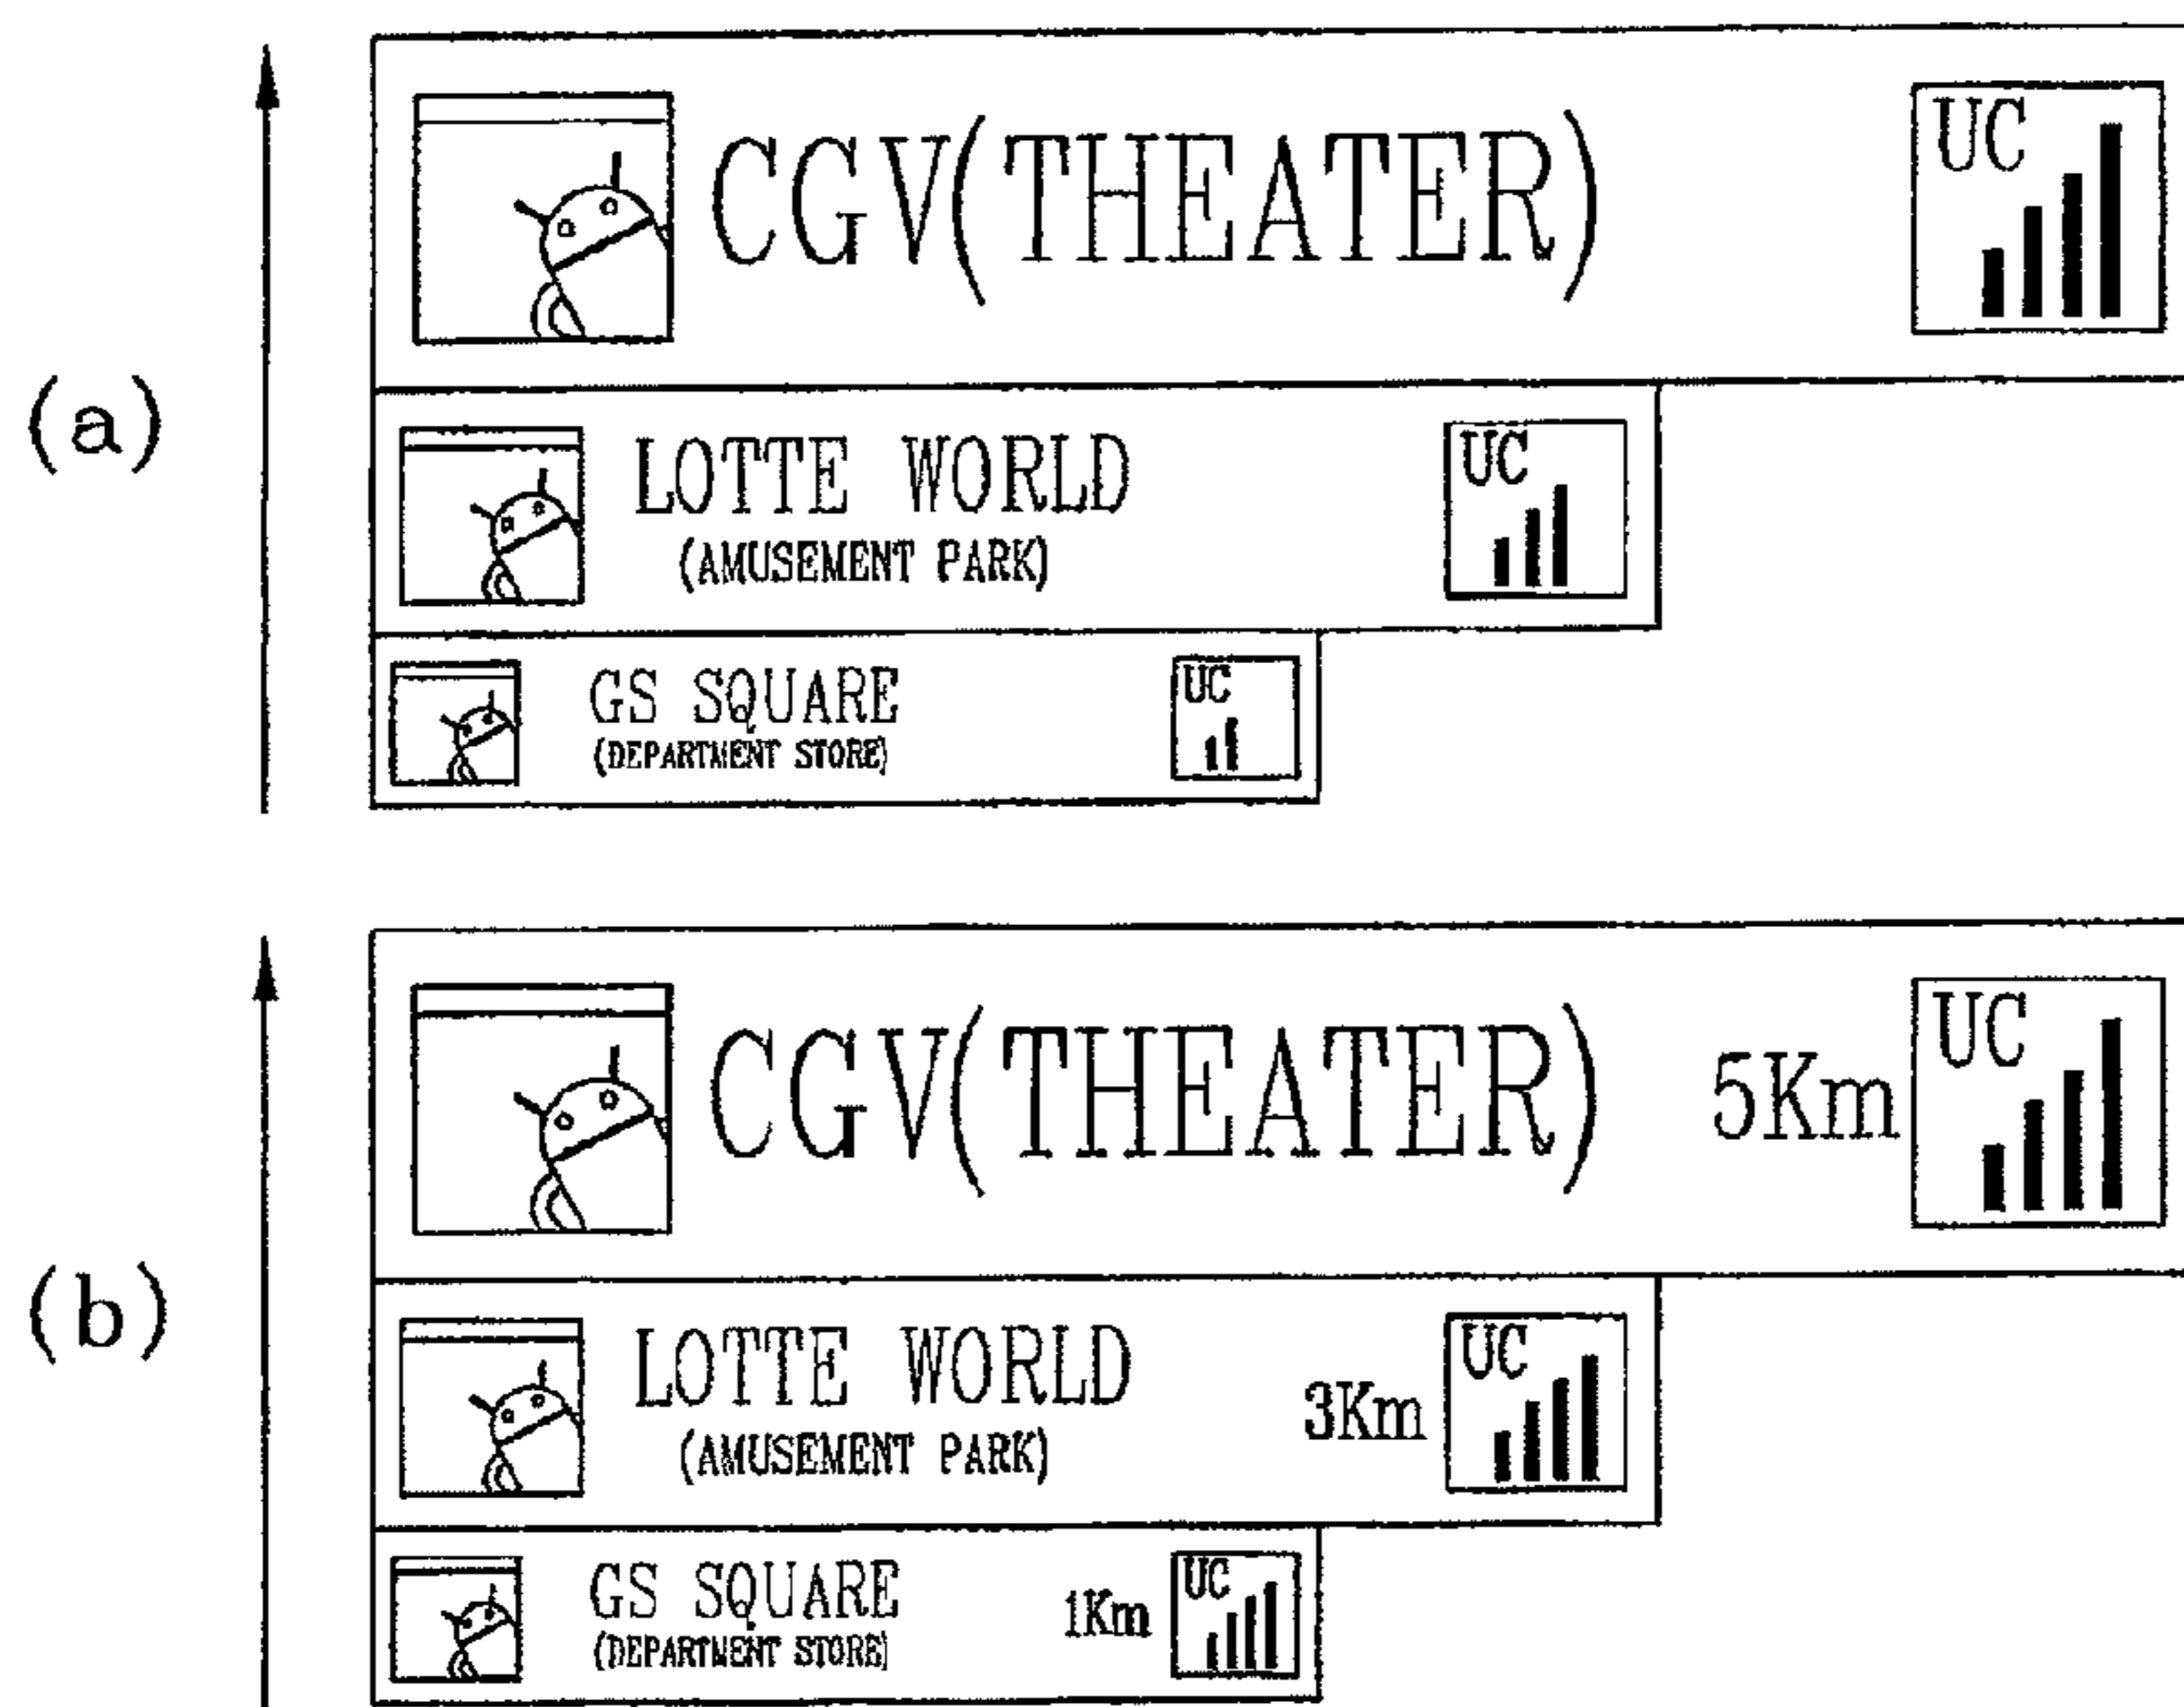 (a)
CGV(THEATER) UC
LOTTE WORLD UC
(AMUSEMENT PARK)
GS SQUARE UC
(DEPARTMENT STORE)
(b)
CGV(THEATER) 5Km UC
LOTTE WORLD 3Km UC
(AMUSEMENT PARK)
GS SQUARE 1Km UC
(DEPARTMENT STORE)